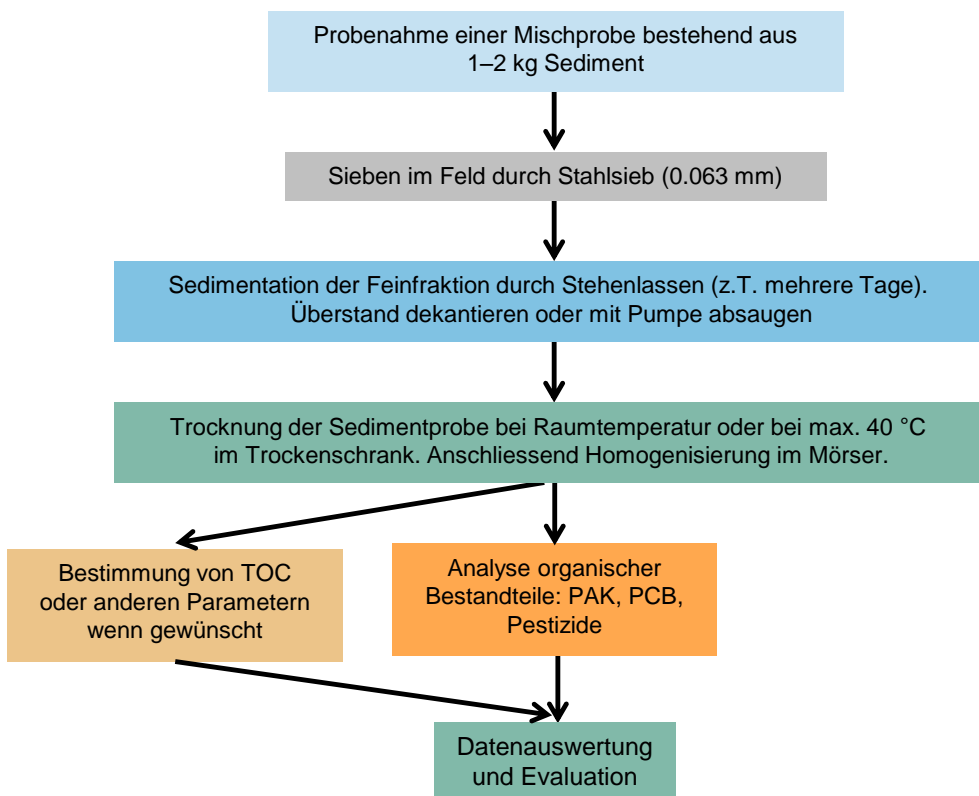 Probenahme einer Mischprobe bestehend aus
1–2 kg Sediment
Sieben im Feld durch Stahlsieb (0.063 mm)
Sedimentation der Feinfraktion durch Stehenlassen (z.T. mehrere Tage).
Überstand dekantieren oder mit Pumpe absaugen
Trocknung der Sedimentprobe bei Raumtemperatur oder bei max. 40 °C
im Trockenschrank. Anschliessend Homogenisierung im Mörser.
Bestimmung von TOC
oder anderen Parametern
wenn gewünscht
Analyse organischer
Bestandteile: PAK, PCB,
Pestizide
Datenauswertung
und Evaluation